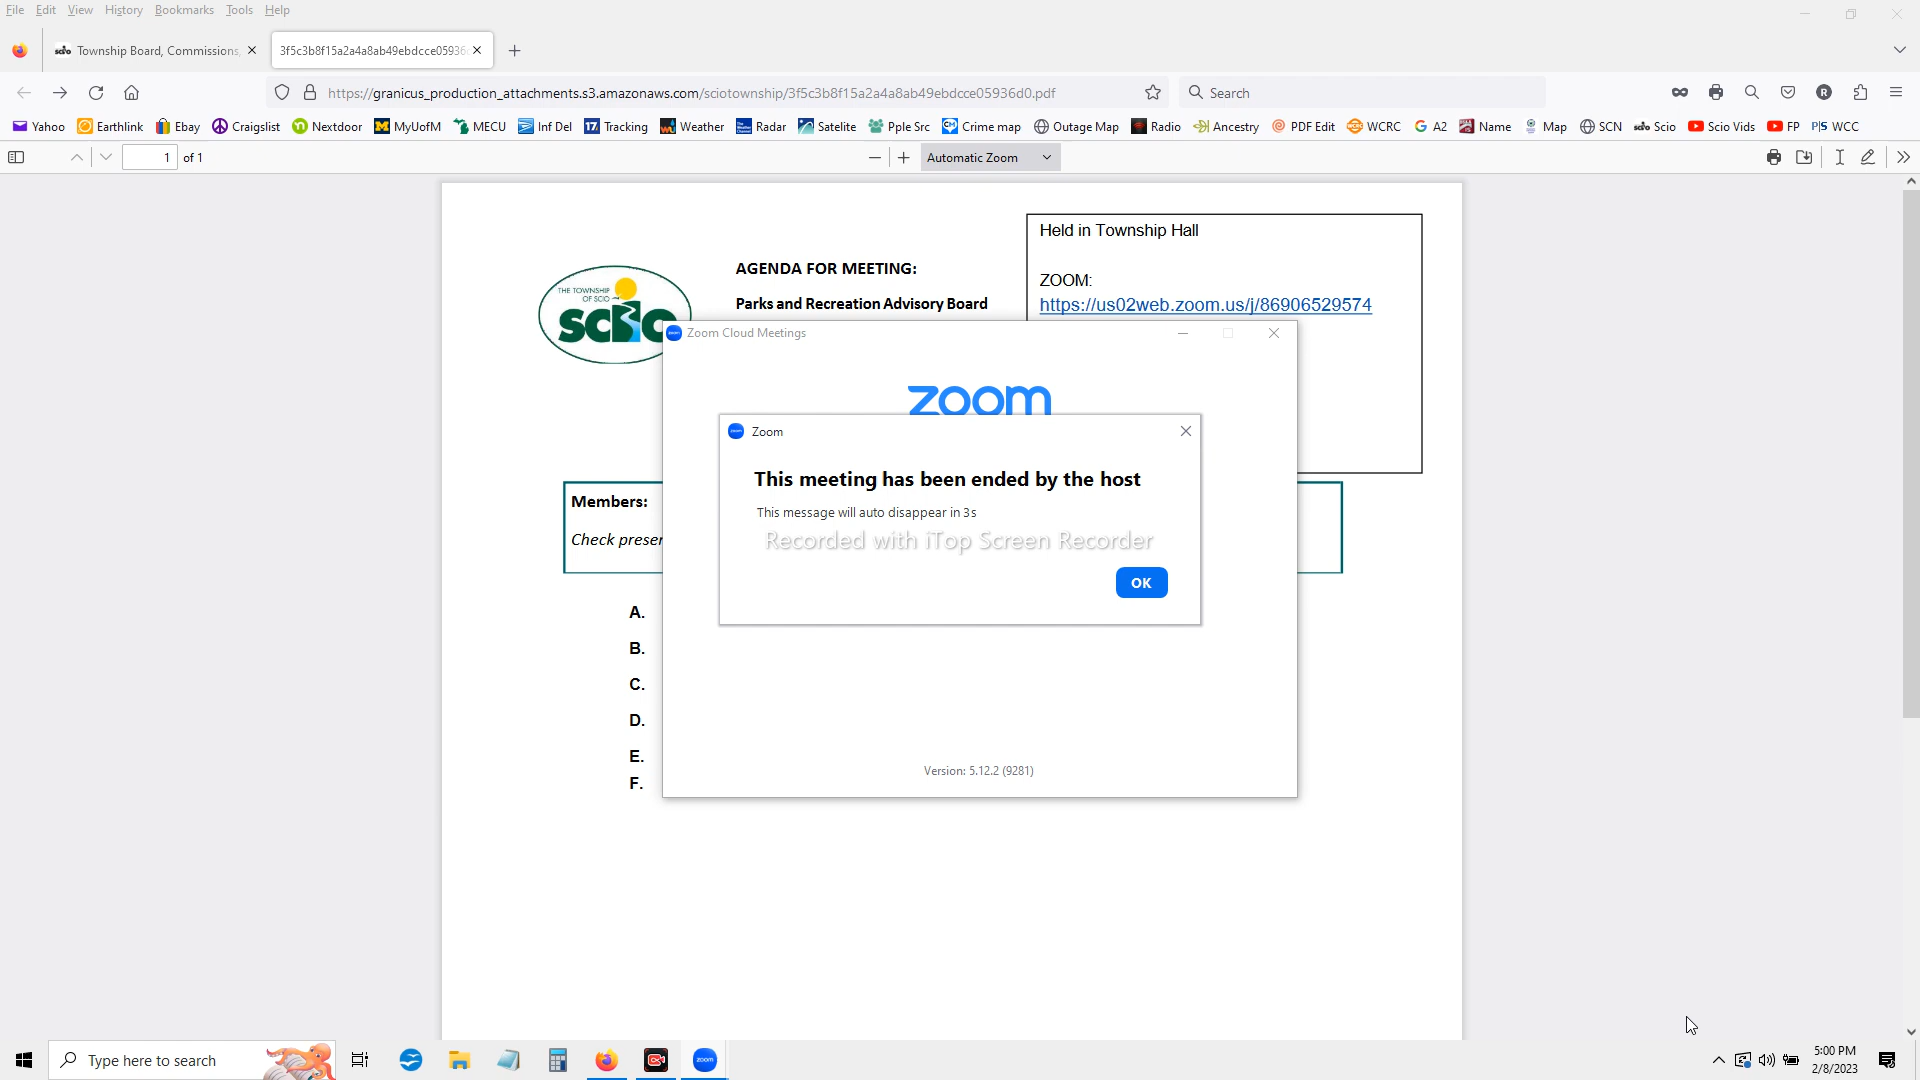 File Edit View History Bookmarks Tools Help
Township Board, Commissions,
3f5c3b8f15a2a4a8ab49ebdcce05936
https://granicus_production_attachments.s3.amazonaws.com/sciotownship/3f5c3b8f15a2a4a8ab49ebdcce05936d0.pdf
Search
Yahoo Earthlink Ebay Craigslist Nextdoor MyUofM MECU Inf Del Tracking Weather Radar Satelite Pple Src Crime map Outage Map Radio Ancestry PDF Edit WCRC A2 Name Map SCN Scio Scio Vids FP WCC
1 of 1
Automatic Zoom
Held in Township Hall
ZOOM:
https://us02web.zoom.us/j/86906529574
THE TOWNSHIP
OF SCIO
scio
AGENDA FOR MEETING:
Parks and Recreation Advisory Board
Zoom Cloud Meetings
zoom
Zoom
This meeting has been ended by the host
This message will auto disappear in 3s
Recorded with iTop Screen Recorder
OK
Version: 5.12.2 (9281)
Members:
Check presen
A.
B.
C.
D.
E.
F.
Type here to search
5:00 PM
2/8/2023